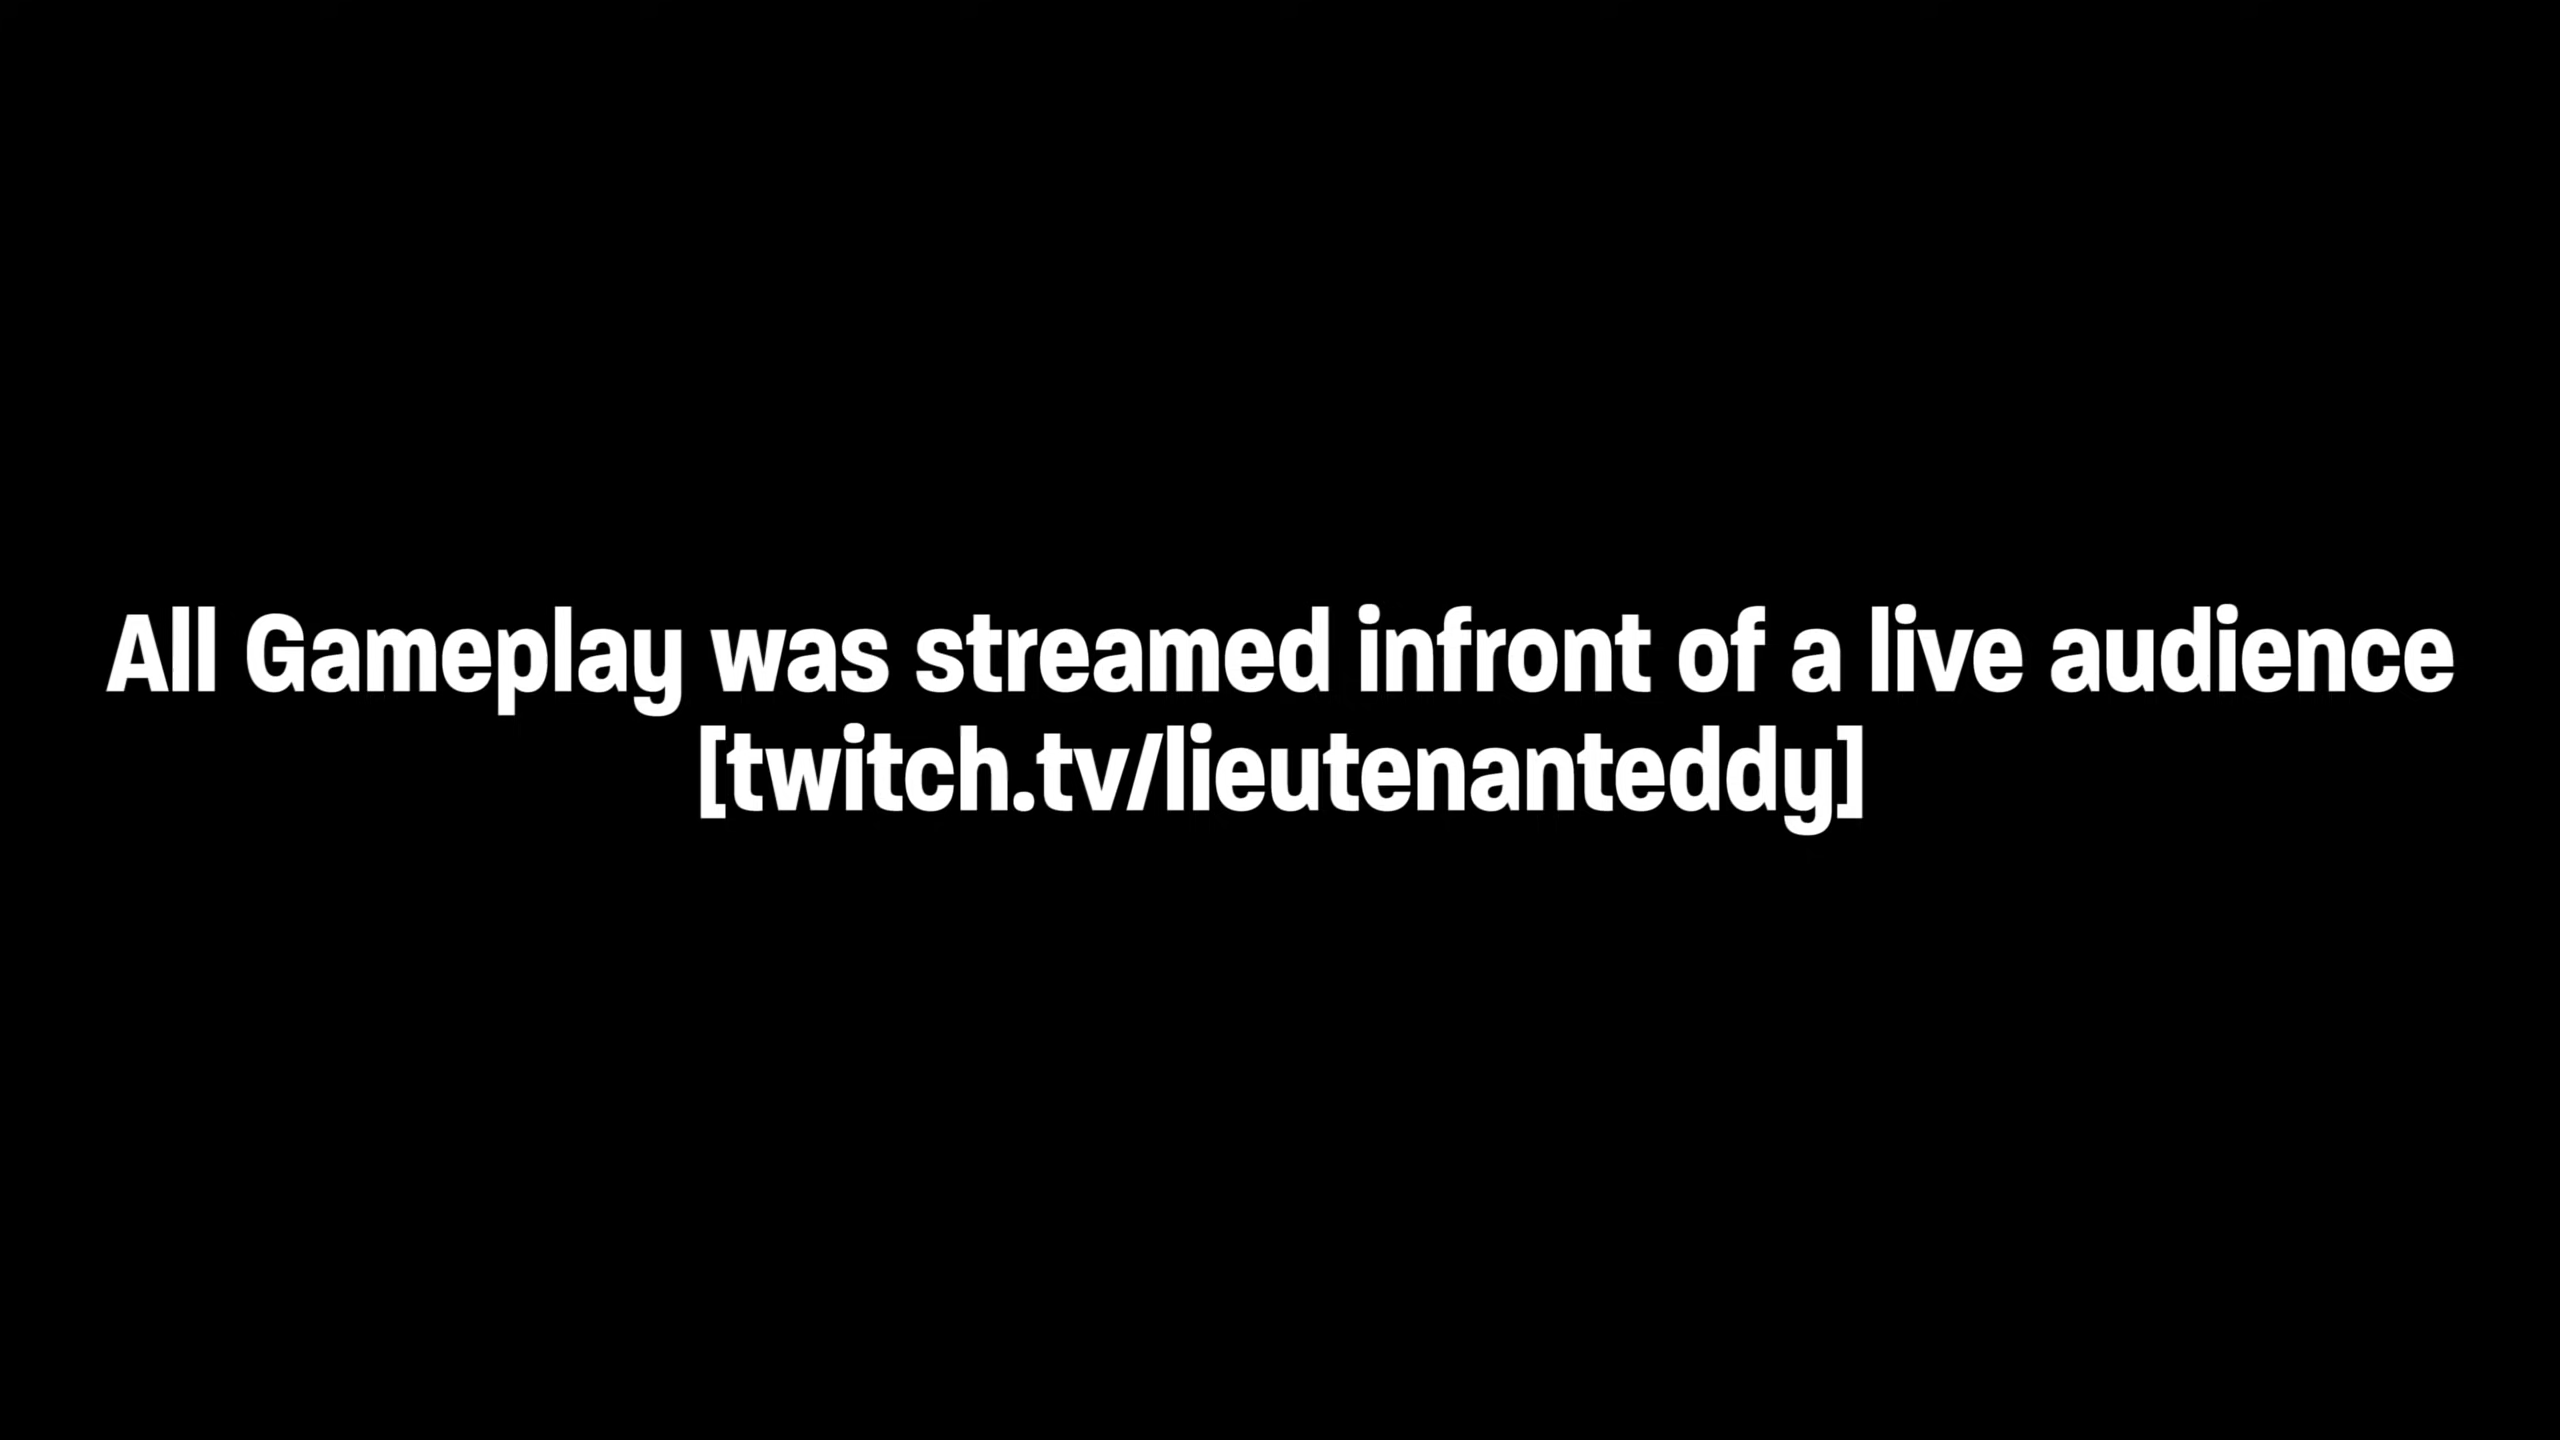 All Gameplay was streamed infront of a live audience
[twitch.tv/lieutenanteddy]